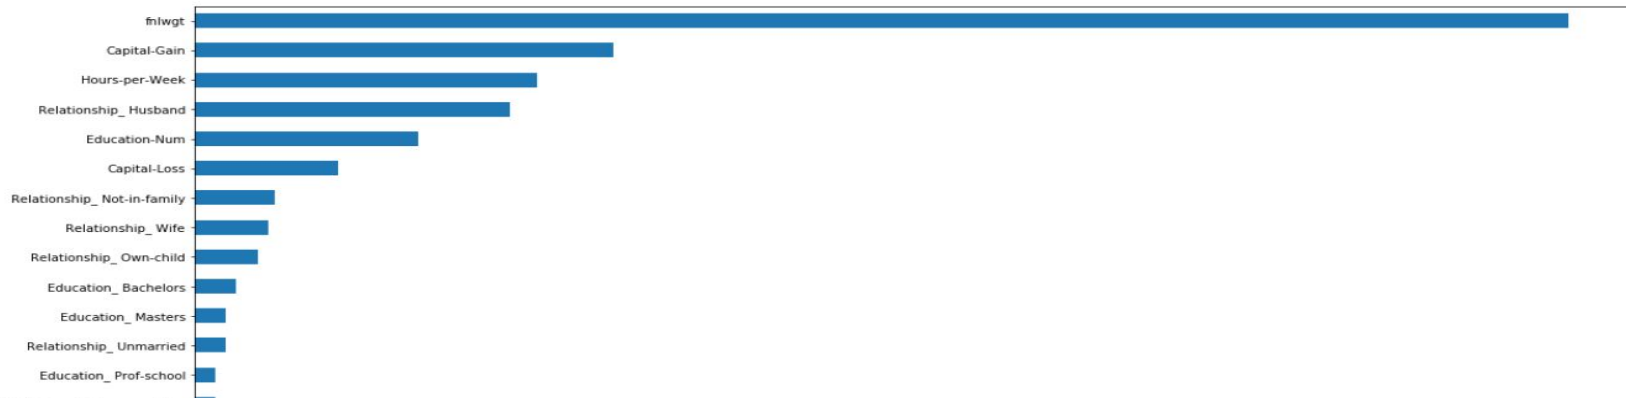 fnlwgt
Capital-Gain
Hours-per-Week
Relationship_ Husband
Education-Num
Capital-Loss
Relationship_ Not-in-family
Relationship_ Wife
Relationship_ Own-child
Education_ Bachelors
Education_ Masters
Relationship_ Unmarried
Education_ Prof-school